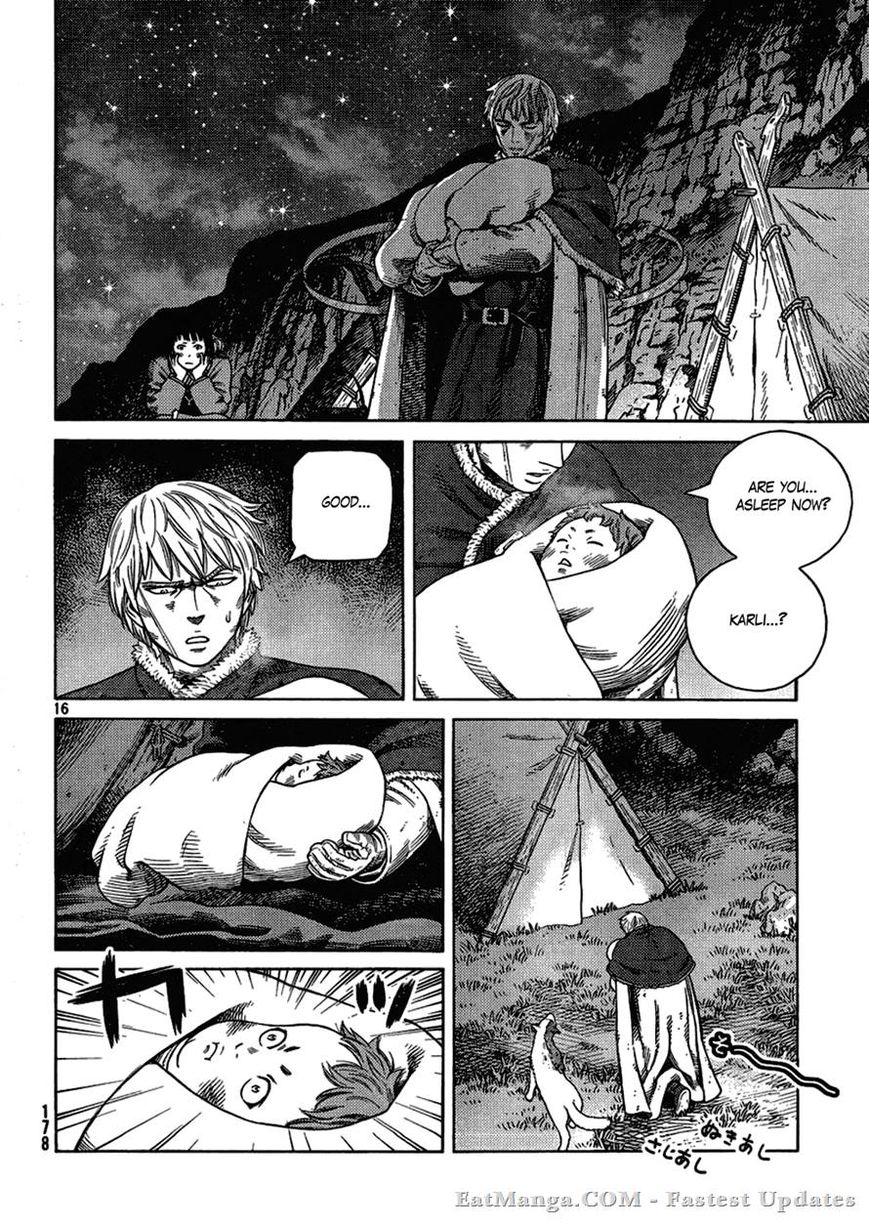 ARE YOU...
ASLEEP NOW?
KARLI...?
GOOD...
16
ぬきあし
さしあし
178
EatManga.COM - Fastest Updates